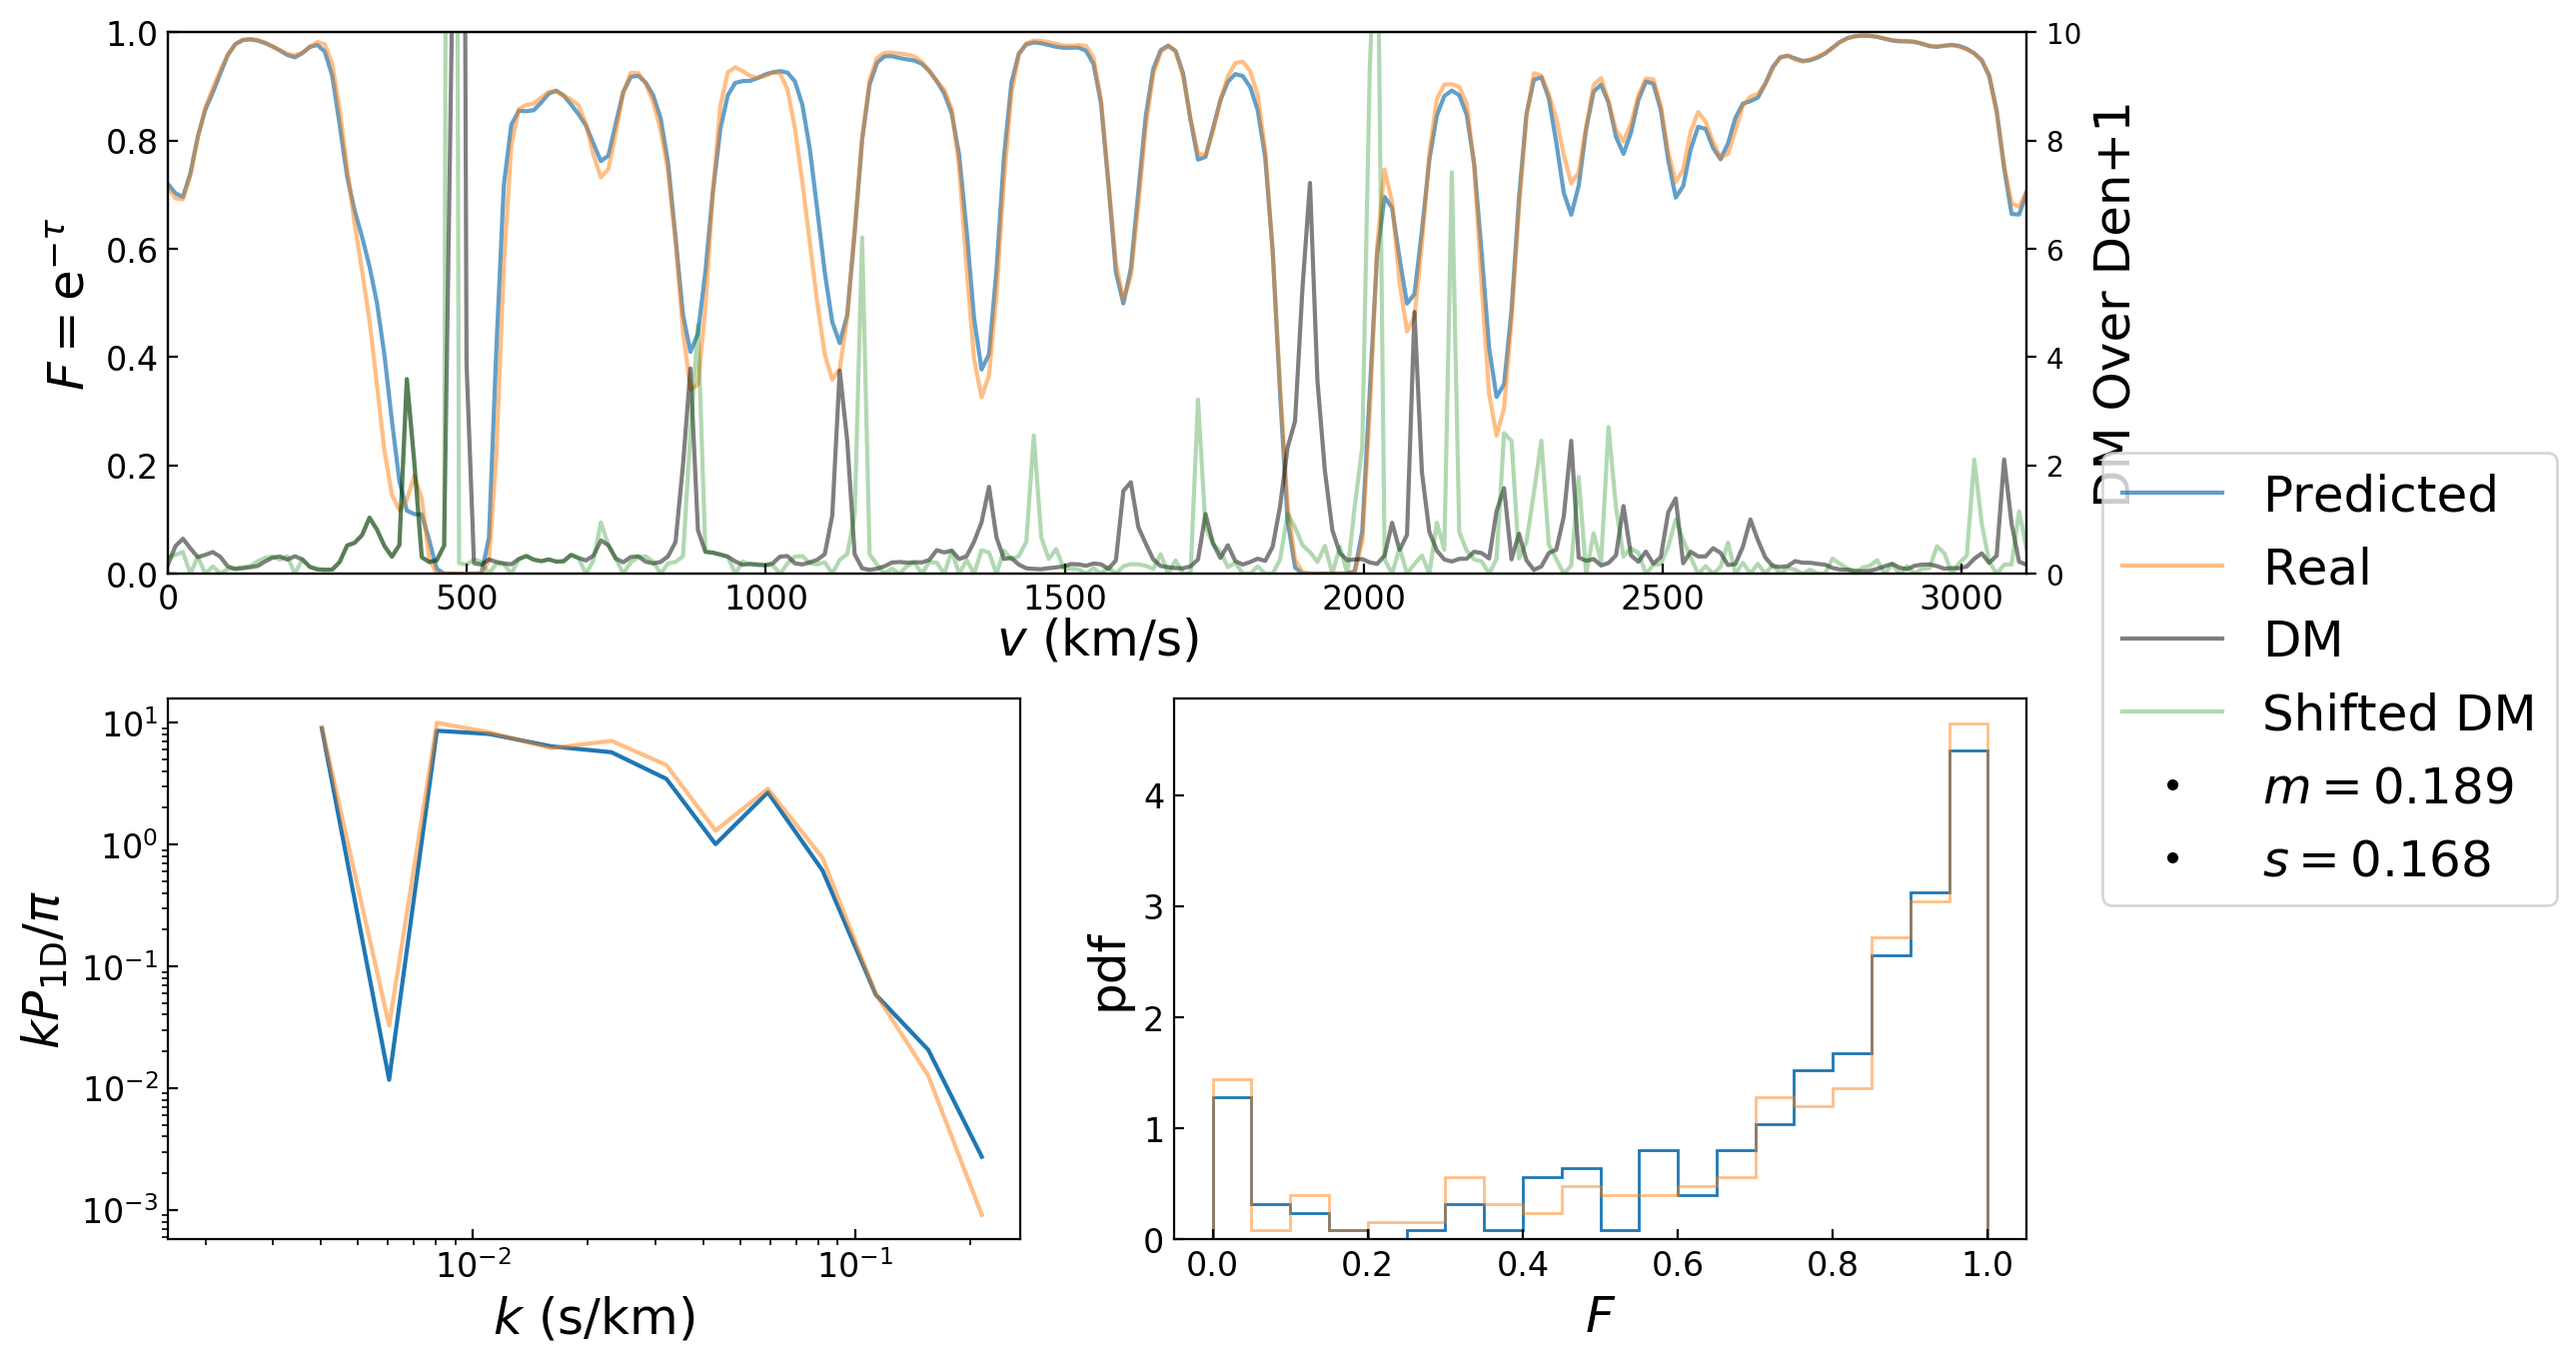 1.0
0.8
0.6
0.4
0.2
0.0
F = e^{-τ}
10
8
6
4
2
0
DM Over Den+1
0 500 1000 1500 2000 2500 3000
v (km/s)
Predicted
Real
DM
Shifted DM
m = 0.189
s = 0.168
10^1
10^0
10^{-1}
10^{-2}
10^{-3}
kP_{1D}/π
10^{-2} 10^{-1}
k (s/km)
4
3
2
1
0
pdf
0.0 0.2 0.4 0.6 0.8 1.0
F